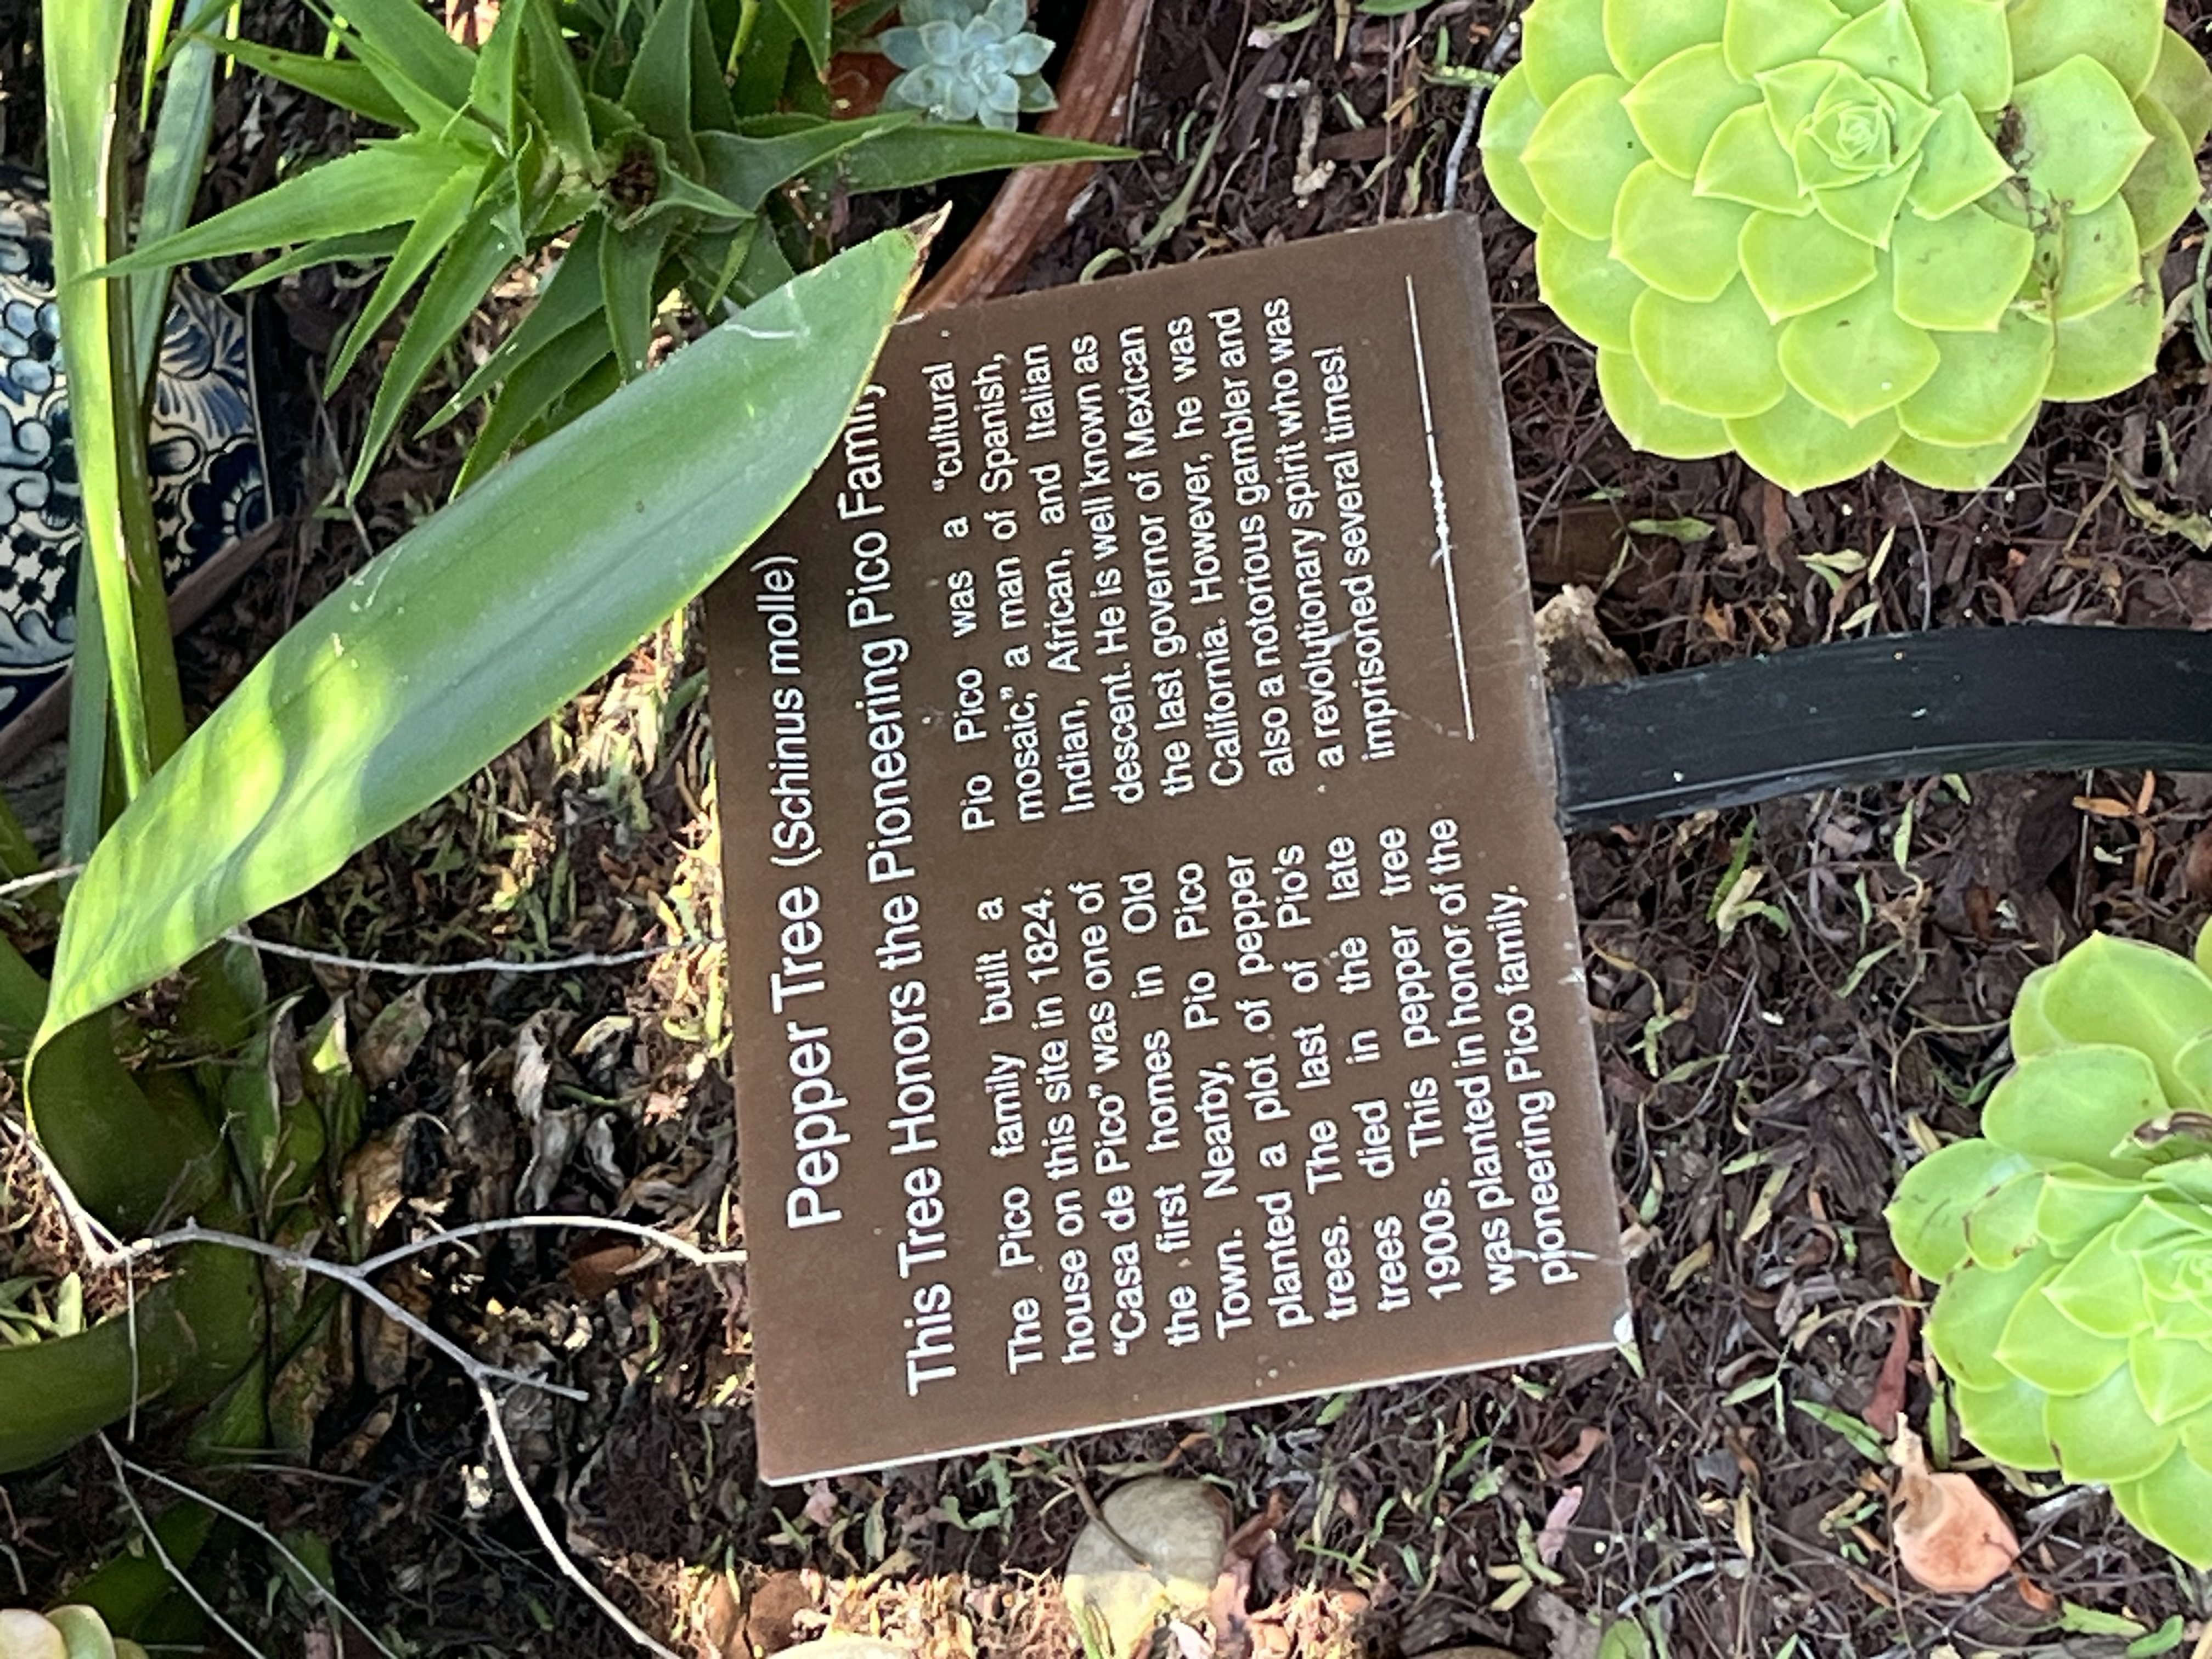 Pepper Tree (Schinus molle)
This Tree Honors the Pioneering Pico Family
The Pico family built a
house on this site in 1824.
“Casa de Pico” was one of
the first homes in Old
Town. Nearby, Pio Pico
planted a plot of pepper
trees. The last of Pio’s
trees died in the late
1900s. This pepper tree
was planted in honor of the
pioneering Pico family.
Pio Pico was a “cultural
mosaic,” a man of Spanish,
Indian, African, and Italian
descent. He is well known as
the last governor of Mexican
California. However, he was
also a notorious gambler and
a revolutionary spirit who was
imprisoned several times!